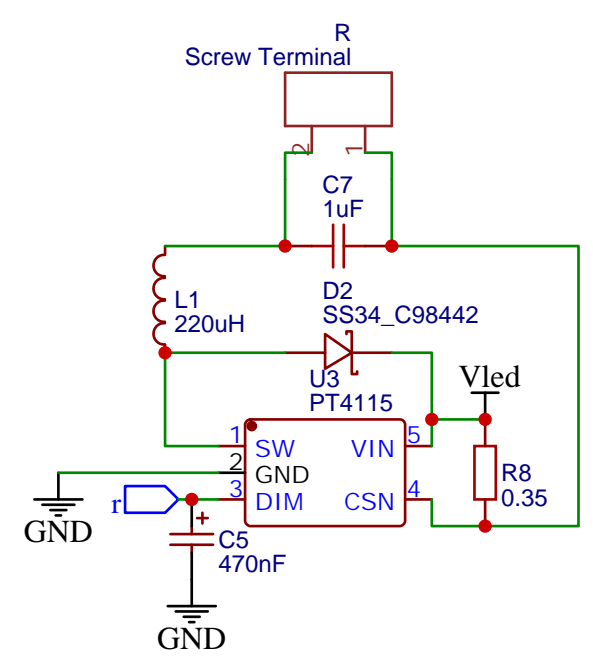 R
Screw Terminal
2
1
C7
1uF
L1
220uH
D2
SS34_C98442
U3
PT4115
Vled
1
SW
VIN
5
2
GND
3
DIM
CSN
4
R8
0.35
r
GND
+
C5
470nF
GND